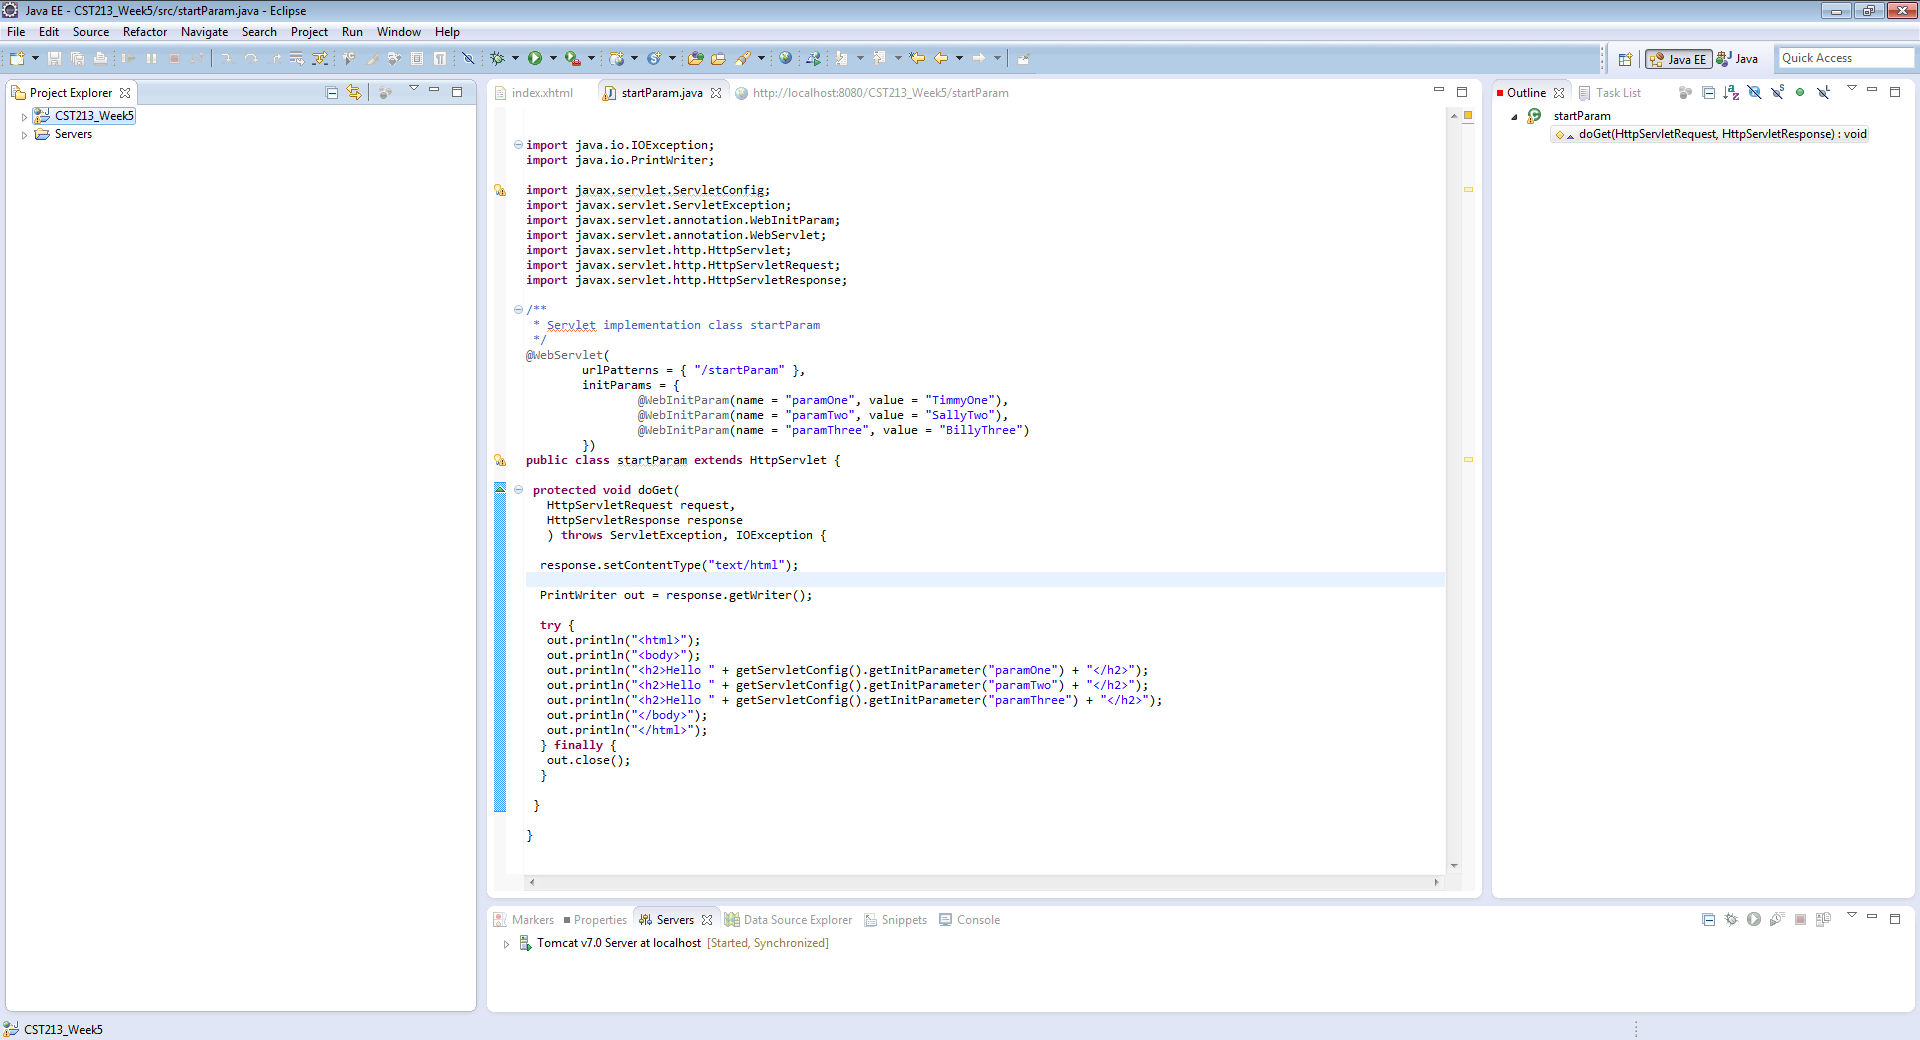 Java EE - CST213_Week5/src/startParam.java - Eclipse
File Edit Source Refactor Navigate Search Project Run Window Help
Java EE Java Quick Access
Project Explorer
CST213_Week5
Servers
index.xhtml startParam.java http://localhost:8080/CST213_Week5/startParam
import java.io.IOException;
import java.io.PrintWriter;
import javax.servlet.ServletConfig;
import javax.servlet.ServletException;
import javax.servlet.annotation.WebInitParam;
import javax.servlet.annotation.WebServlet;
import javax.servlet.http.HttpServlet;
import javax.servlet.http.HttpServletRequest;
import javax.servlet.http.HttpServletResponse;
/**
* Servlet implementation class startParam
*/
@WebServlet(
urlPatterns = { "/startParam" },
initParams = {
@WebInitParam(name = "paramOne", value = "TimmyOne"),
@WebInitParam(name = "paramTwo", value = "SallyTwo"),
@WebInitParam(name = "paramThree", value = "BillyThree")
})
public class startParam extends HttpServlet {
protected void doGet(
HttpServletRequest request,
HttpServletResponse response
) throws ServletException, IOException {
response.setContentType("text/html");
PrintWriter out = response.getWriter();
try {
out.println("<html>");
out.println("<body>");
out.println("<h2>Hello " + getServletConfig().getInitParameter("paramOne") + "</h2>");
out.println("<h2>Hello " + getServletConfig().getInitParameter("paramTwo") + "</h2>");
out.println("<h2>Hello " + getServletConfig().getInitParameter("paramThree") + "</h2>");
out.println("</body>");
out.println("</html>");
} finally {
out.close();
}
}
}
Outline Task List
startParam
doGet(HttpServletRequest, HttpServletResponse) : void
Markers Properties Servers Data Source Explorer Snippets Console
Tomcat v7.0 Server at localhost [Started, Synchronized]
CST213_Week5